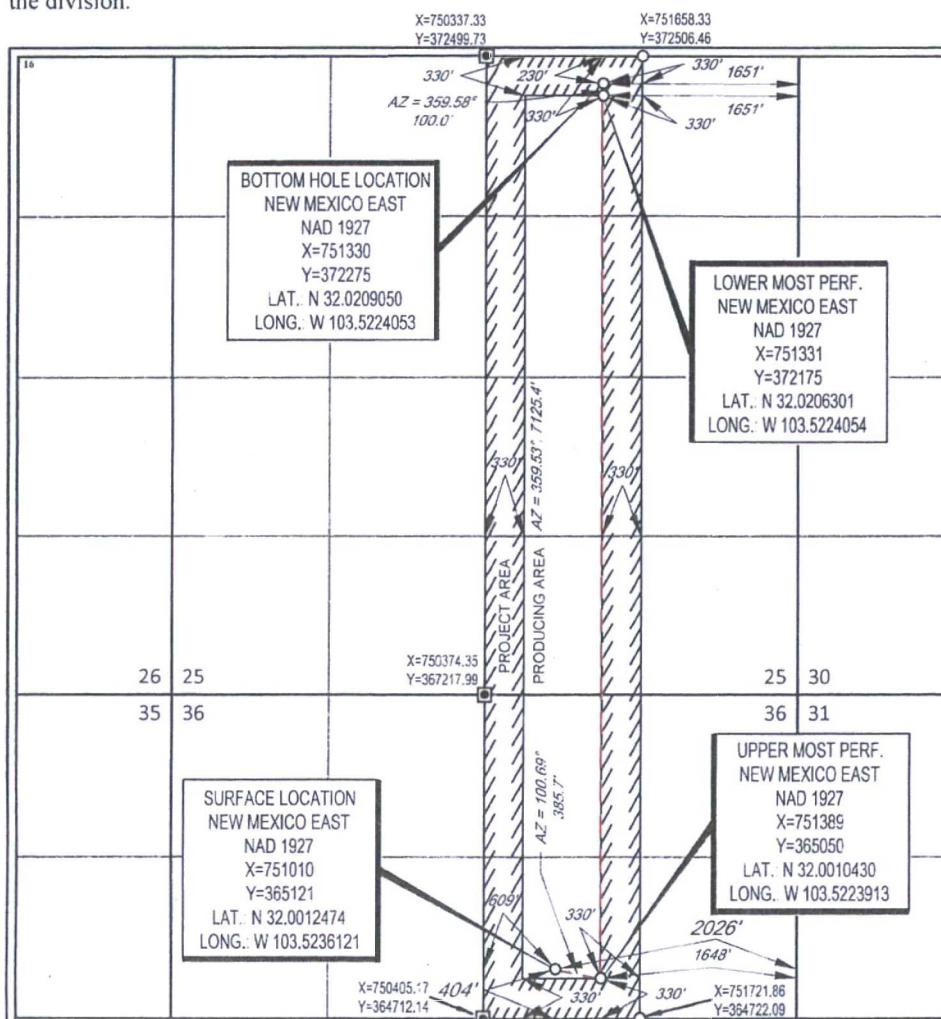 the division.
X=750337.33
Y=372499.73
X=751658.33
Y=372506.46
16
330'
230'
330'
1651'
AZ = 359.58°
100.0'
330'
1651'
330'
BOTTOM HOLE LOCATION
NEW MEXICO EAST
NAD 1927
X=751330
Y=372275
LAT.: N 32.0209050
LONG.: W 103.5224053
LOWER MOST PERF.
NEW MEXICO EAST
NAD 1927
X=751331
Y=372175
LAT.: N 32.0206301
LONG.: W 103.5224054
330'
330'
AZ = 359.53°, 7125.4'
PROJECT AREA
PRODUCING AREA
X=750374.35
Y=367217.99
26 25
25 30
35 36
36 31
SURFACE LOCATION
NEW MEXICO EAST
NAD 1927
X=751010
Y=365121
LAT.: N 32.0012474
LONG.: W 103.5236121
AZ = 100.69°
385.7'
UPPER MOST PERF.
NEW MEXICO EAST
NAD 1927
X=751389
Y=365050
LAT.: N 32.0010430
LONG.: W 103.5223913
609'
330'
2026'
1648'
X=750405.17
Y=364712.14
404'
330'
330'
X=751721.86
Y=364722.09